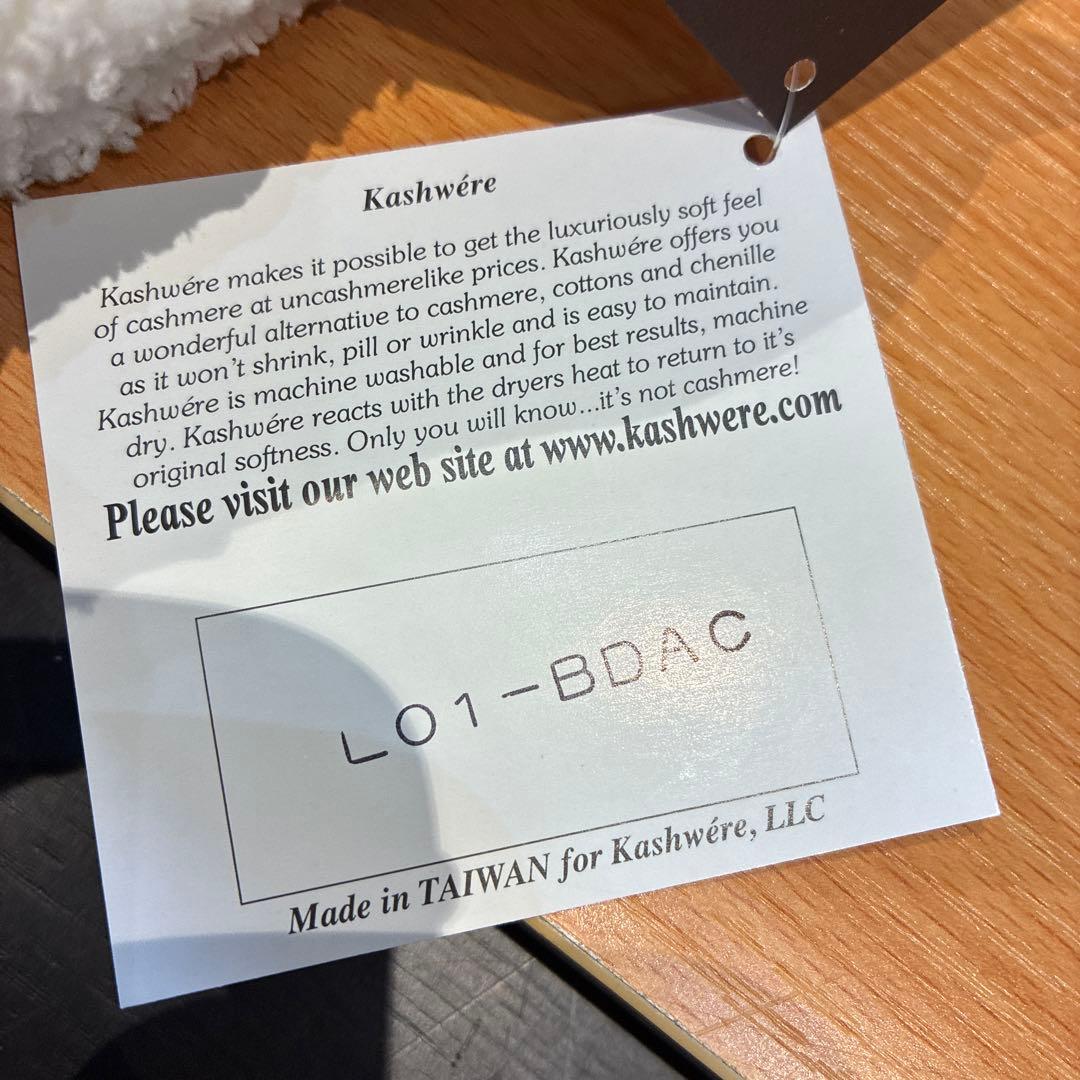 Kashwére
Kashwére makes it possible to get the luxuriously soft feel
of cashmere at uncashmerelike prices. Kashwére offers you
a wonderful alternative to cashmere, cottons and chenille
as it won't shrink, pill or wrinkle and is easy to maintain.
Kashwére is machine washable and for best results, machine
dry. Kashwére reacts with the dryers heat to return to it's
original softness. Only you will know...it's not cashmere!
Please visit our web site at www.kashwere.com
L01-BDAC
Made in TAIWAN for Kashwére, LLC